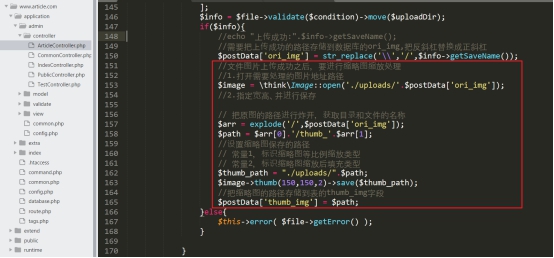 www.article.com
application
admin
controller
ArticleController.php
CommonController.php
IndexController.php
PublicController.php
TestController.php
model
validate
view
common.php
config.php
extra
index
.htaccess
command.php
common.php
config.php
database.php
route.php
tags.php
extend
public
runtime
145 ];
146 $info = $file->validate($condition)->move($uploadDir);
147 if($info){
148 //echo "上传成功:".$info->getSaveName();
149 //需要把上传成功的路径存储到数据库的ori_img,把反斜杠替换成正斜杠
150 $postData['ori_img'] = str_replace('\\','/',$info->getSaveName());
151 //文件图片上传成功之后，要进行缩略图缩放处理
152 //1.打开需要处理的图片地址路径
153 $image = \think\Image::open('./uploads/'.$postData['ori_img']);
154 //2.指定宽高,并进行保存
155
156 // 把原图的路径进行炸开，获取目录和文件的名称
157 $arr = explode('/',$postData['ori_img']);
158 $path = $arr[0].'/thumb_'.$arr[1];
159 //设置缩略图保存的路径
160 // 常量1，标识缩略图等比例缩放类型
161 // 常量2，标识缩略图缩放后填充类型
162 $thumb_path = "./uploads/".$path;
163 $image->thumb(150,150,2)->save($thumb_path);
164 //把缩略图的路径存储到表的thumb_img字段
165 $postData['thumb_img'] = $path;
166 }else{
167 $this->error( $file->getError() );
168 }
169
170 }